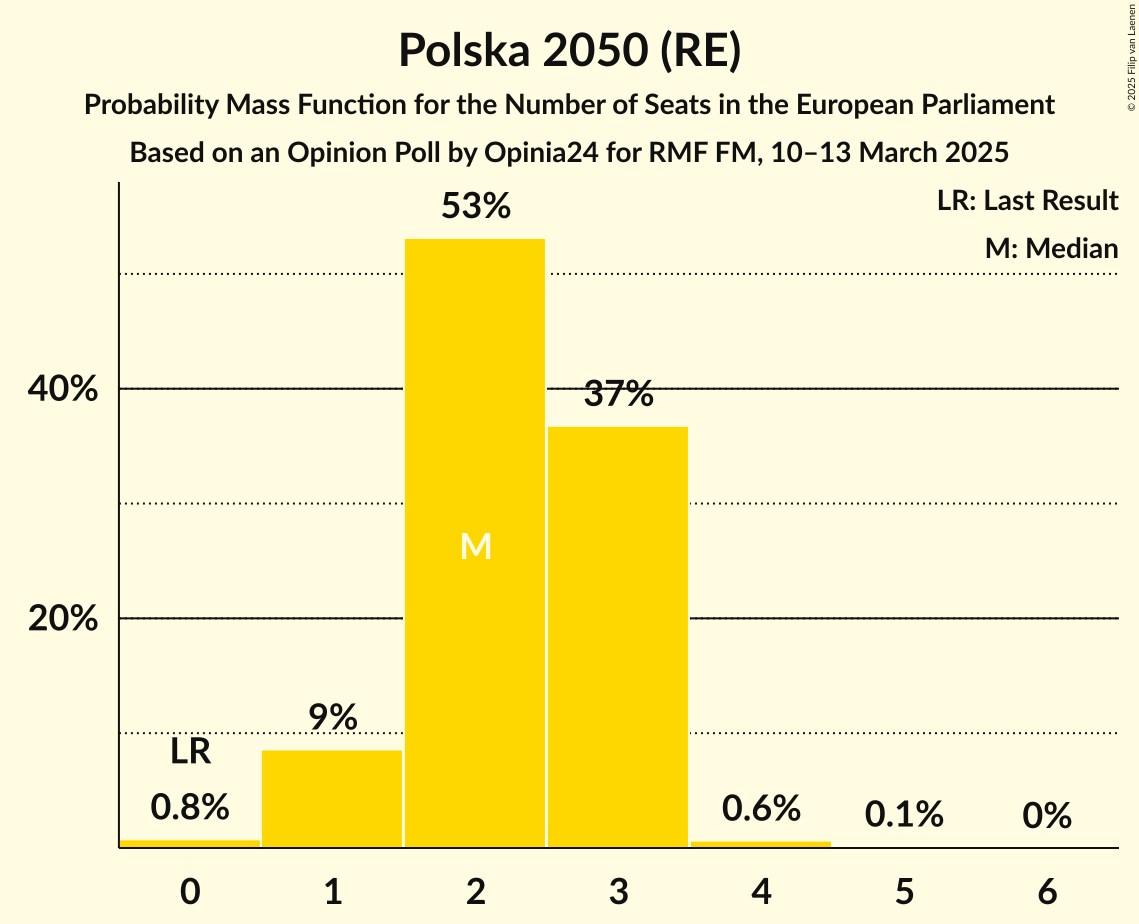 Polska 2050 (RE)
Probability Mass Function for the Number of Seats in the European Parliament
Based on an Opinion Poll by Opinia24 for RMF FM, 10–13 March 2025
© 2025 Filip van Laenen
LR: Last Result
M: Median
53%
40%
37%
M
20%
9%
LR
0.8%
0.6%
0.1%
0%
0 1 2 3 4 5 6